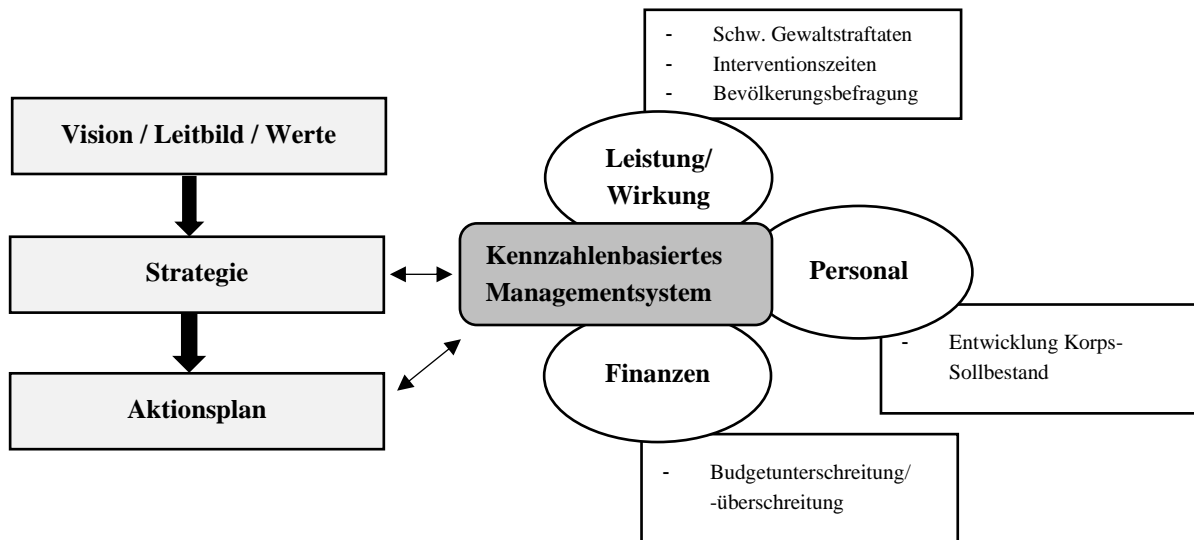 - Schw. Gewaltstraftaten
- Interventionszeiten
- Bevölkerungsbefragung
Vision / Leitbild / Werte
Leistung/
Wirkung
Strategie
Kennzahlenbasiertes
Managementsystem
Personal
- Entwicklung Korps-
Sollbestand
Aktionsplan
Finanzen
- Budgetunterschreitung/
-überschreitung